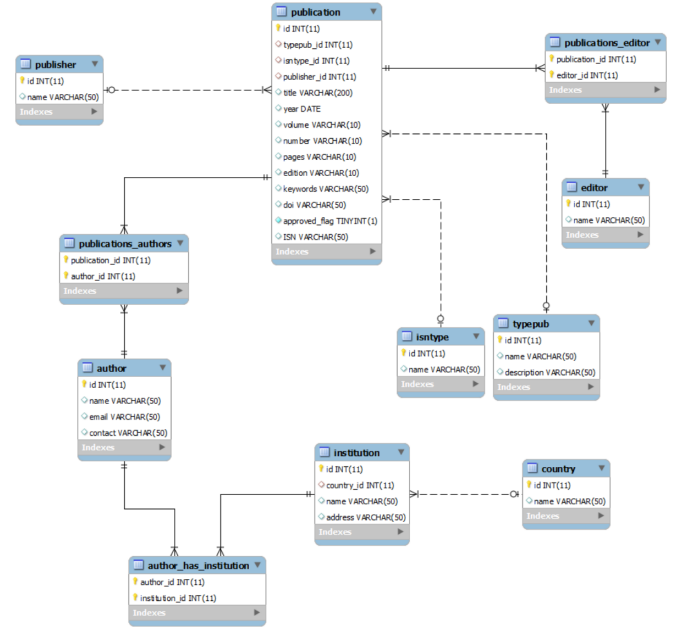 publication
id INT(11)
typepub_id INT(11)
isntype_id INT(11)
publisher_id INT(11)
title VARCHAR(200)
year DATE
volume VARCHAR(10)
number VARCHAR(10)
pages VARCHAR(10)
edition VARCHAR(10)
keywords VARCHAR(50)
doi VARCHAR(50)
approved_flag TINYINT(1)
ISN VARCHAR(50)
Indexes
publisher
id INT(11)
name VARCHAR(50)
Indexes
publications_editor
publication_id INT(11)
editor_id INT(11)
Indexes
editor
id INT(11)
name VARCHAR(50)
Indexes
publications_authors
publication_id INT(11)
author_id INT(11)
Indexes
isntype
id INT(11)
name VARCHAR(50)
Indexes
typepub
id INT(11)
name VARCHAR(50)
description VARCHAR(50)
Indexes
author
id INT(11)
name VARCHAR(50)
email VARCHAR(50)
contact VARCHAR(50)
Indexes
institution
id INT(11)
country_id INT(11)
name VARCHAR(50)
address VARCHAR(50)
Indexes
country
id INT(11)
name VARCHAR(50)
Indexes
author_has_institution
author_id INT(11)
institution_id INT(11)
Indexes